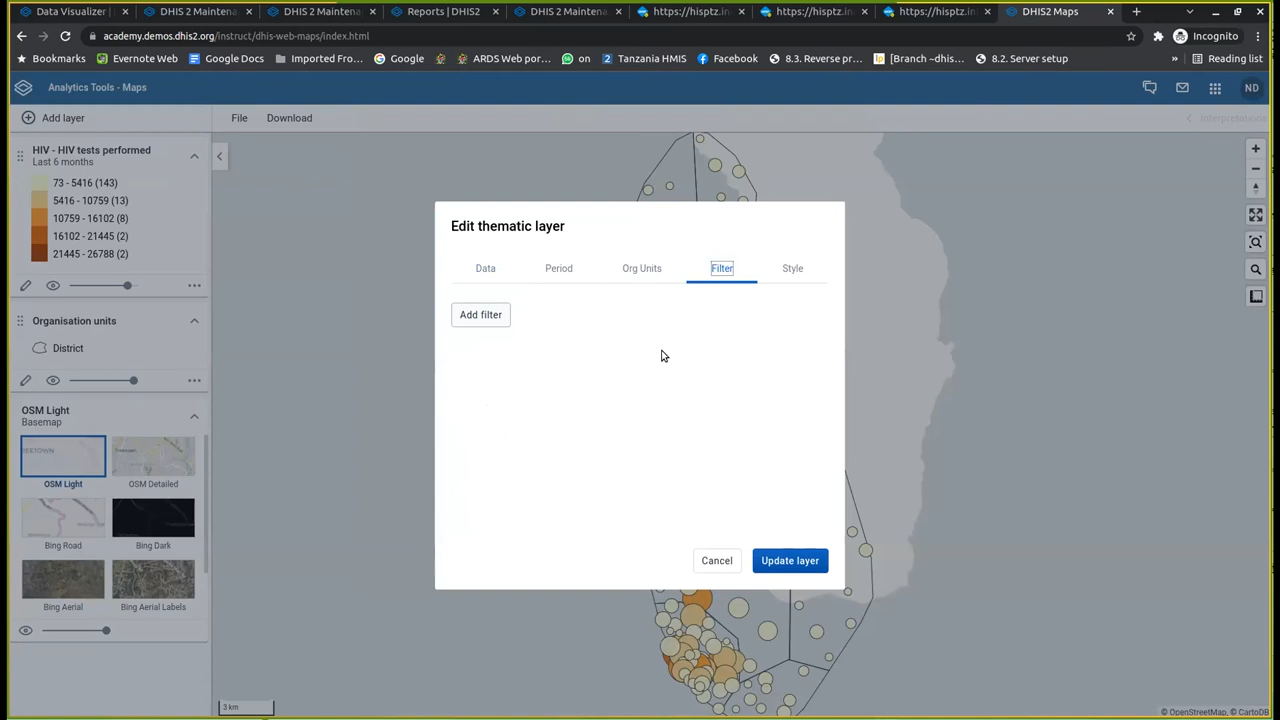 Data Visualizer |
DHIS 2 Maintena
DHIS 2 Maintena
Reports | DHIS2
DHIS 2 Maintena
https://hisptz.in
https://hisptz.in
https://hisptz.in
DHIS2 Maps
academy.demos.dhis2.org/instruct/dhis-web-maps/index.html
Incognito
Bookmarks
Evernote Web
Google Docs
Imported Fro...
Google
ARDS Web por...
on
Tanzania HMIS
Facebook
8.3. Reverse pr...
[Branch ~dhis...
8.2. Server setup
»
Reading list
Analytics Tools - Maps
ND
Add layer
File
Download
Interpretations
HIV - HIV tests performed
Last 6 months
73 - 5416 (143)
5416 - 10759 (13)
10759 - 16102 (8)
16102 - 21445 (2)
21445 - 26788 (2)
Organisation units
District
OSM Light
Basemap
OSM Light
OSM Detailed
Bing Road
Bing Dark
Bing Aerial
Bing Aerial Labels
Edit thematic layer
Data
Period
Org Units
Filter
Style
Add filter
Cancel
Update layer
3 km
© OpenStreetMap, © CartoDB